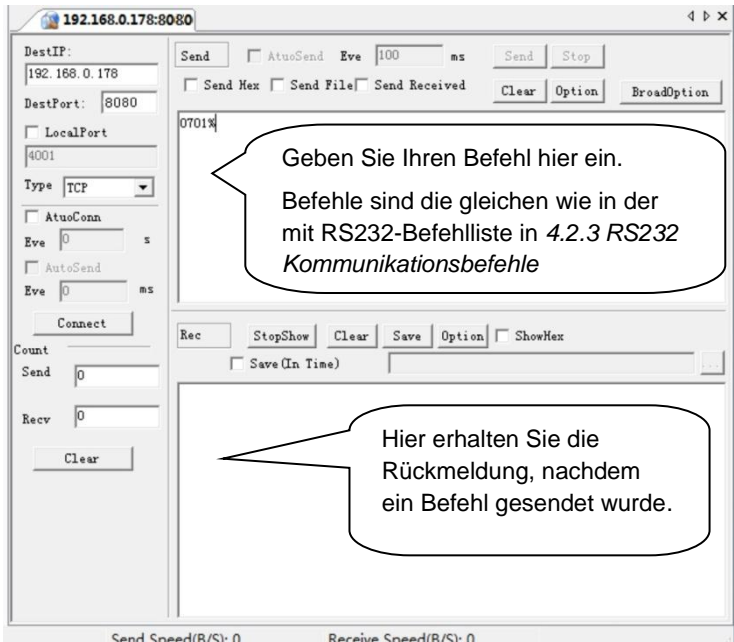 192.168.0.178:8080
DestIP:
192.168.0.178
DestPort: 8080
LocalPort
4001
Type TCP
AtuoConn
Eve 0 s
AutoSend
Eve 0 ms
Connect
Count
Send 0
Recv 0
Clear
Send AtuoSend Eve 100 ms Send Stop
Send Hex Send File Send Received Clear Option BroadOption
0701%
Geben Sie Ihren Befehl hier ein.
Befehle sind die gleichen wie in der
mit RS232-Befehlliste in 4.2.3 RS232
Kommunikationsbefehle
Rec StopShow Clear Save Option ShowHex
Save(In Time) ...
Hier erhalten Sie die
Rückmeldung, nachdem
ein Befehl gesendet wurde.
Send Speed(B/S): 0 Receive Speed(B/S): 0